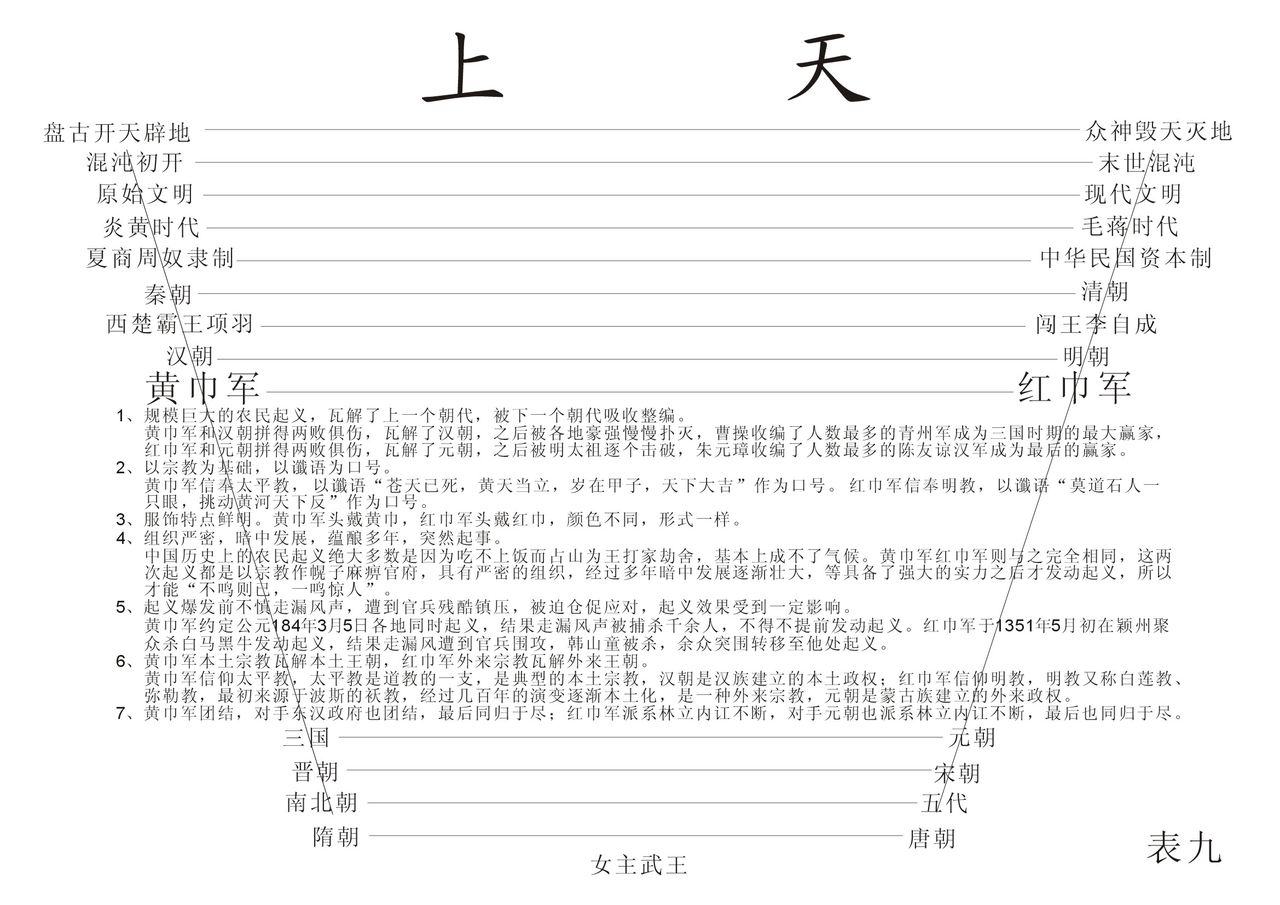 上 天
盘古开天辟地 众神毁天灭地
混沌初开 末世混沌
原始文明 现代文明
炎黄时代 毛蒋时代
夏商周奴隶制 中华民国资本制
秦朝 清朝
西楚霸王项羽 闯王李自成
汉朝 明朝
黄巾军 红巾军
1、规模巨大的农民起义，瓦解了上一个朝代，被下一个朝代吸收整编。
黄巾军和汉朝拼得两败俱伤，瓦解了汉朝，之后被各地豪强慢慢扑灭，曹操收编了人数最多的青州军成为三国时期的最大赢家，
红巾军和元朝拼得两败俱伤，瓦解了元朝，之后被明太祖逐个击破，朱元璋收编了人数最多的陈友谅汉军成为最后的赢家。
2、以宗教为基础，以谶语为口号。
黄巾军信奉太平教，以谶语“苍天已死，黄天当立，岁在甲子，天下大吉”作为口号。红巾军信奉明教，以谶语“莫道石人一
只眼，挑动黄河天下反”作为口号。
3、服饰特点鲜明。黄巾军头戴黄巾，红巾军头戴红巾，颜色不同，形式一样。
4、组织严密，暗中发展，蕴酿多年，突然起事。
中国历史上的农民起义绝大多数是因为吃不上饭而占山为王打家劫舍，基本上成不了气候。黄巾军红巾军则与之完全相同，这两
次起义都是以宗教作幌子麻痹官府，具有严密的组织，经过多年暗中发展逐渐壮大，等具备了强大的实力之后才发动起义，所以
才能“不鸣则已，一鸣惊人”。
5、起义爆发前不慎走漏风声，遭到官兵残酷镇压，被迫仓促应对，起义效果受到一定影响。
黄巾军约定公元184年3月5日各地同时起义，结果走漏风声被捕杀千余人，不得不提前发动起义。红巾军于1351年5月初在颖州聚
众杀白马黑牛发动起义，结果走漏风遭到官兵围攻，韩山童被杀，余众突围转移至他处起义。
6、黄巾军本土宗教瓦解本土王朝，红巾军外来宗教瓦解外来王朝。
黄巾军信仰太平教，太平教是道教的一支，是典型的本土宗教，汉朝是汉族建立的本土政权；红巾军信仰明教，明教又称白莲教、
弥勒教，最初来源于波斯的袄教，经过几百年的演变逐渐本土化，是一种外来宗教，元朝是蒙古族建立的外来政权。
7、黄巾军团结，对手东汉政府也团结，最后同归于尽；红巾军派系林立内讧不断，对手元朝也派系林立内讧不断，最后也同归于尽。
三国 元朝
晋朝 宋朝
南北朝 五代
隋朝 唐朝
女主武王
表九